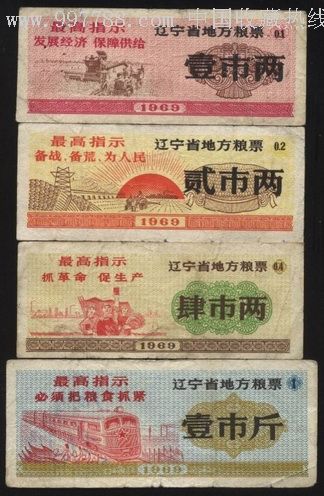 www.997788.com 中国收藏热线
最高指示
发展经济 保障供给
辽宁省地方粮票 0.1
壹市两
1969
最高指示
备战、备荒、为人民
辽宁省地方粮票 0.2
贰市两
1969
最高指示
抓革命 促生产
辽宁省地方粮票 0.4
肆市两
1969
最高指示
必须把粮食抓紧
辽宁省地方粮票 1
壹市斤
1969